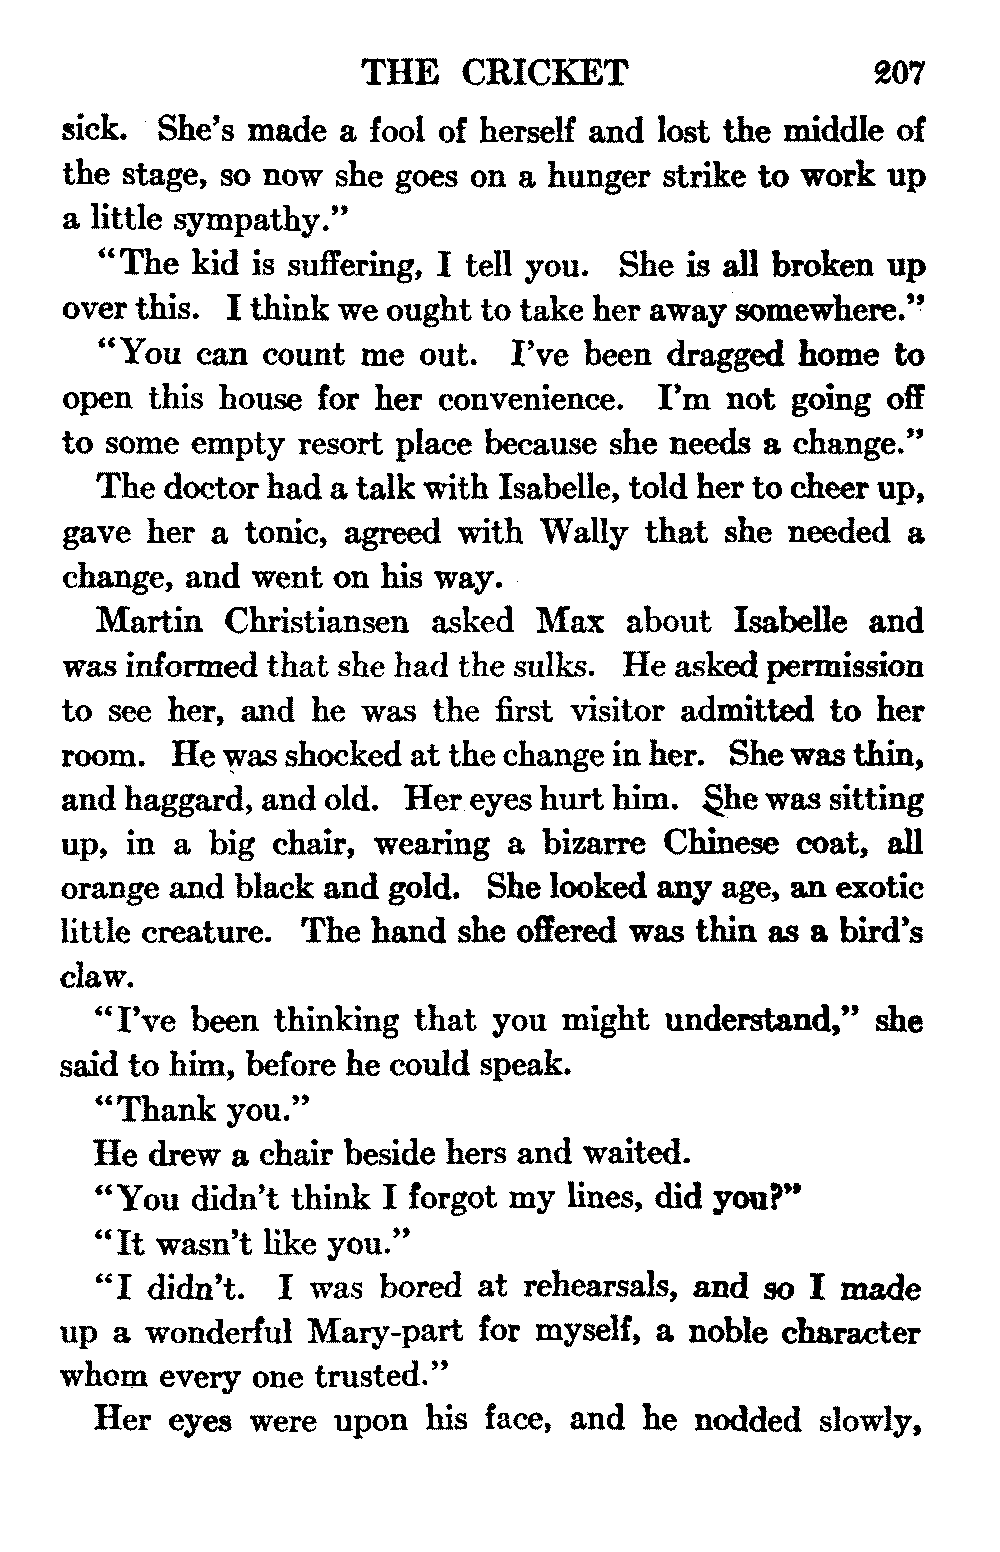 THE CRICKET 207
sick. She's made a fool of herself and lost the middle of
the stage, so now she goes on a hunger strike to work up
a little sympathy."
"The kid is suffering, I tell you. She is all broken up
over this. I think we ought to take her away somewhere."
"You can count me out. I've been dragged home to
open this house for her convenience. I'm not going off
to some empty resort place because she needs a change."
The doctor had a talk with Isabelle, told her to cheer up,
gave her a tonic, agreed with Wally that she needed a
change, and went on his way.
Martin Christiansen asked Max about Isabelle and
was informed that she had the sulks. He asked permission
to see her, and he was the first visitor admitted to her
room. He was shocked at the change in her. She was thin,
and haggard, and old. Her eyes hurt him. She was sitting
up, in a big chair, wearing a bizarre Chinese coat, all
orange and black and gold. She looked any age, an exotic
little creature. The hand she offered was thin as a bird's
claw.
"I've been thinking that you might understand," she
said to him, before he could speak.
"Thank you."
He drew a chair beside hers and waited.
"You didn't think I forgot my lines, did you?"
"It wasn't like you."
"I didn't. I was bored at rehearsals, and so I made
up a wonderful Mary-part for myself, a noble character
whom every one trusted."
Her eyes were upon his face, and he nodded slowly,